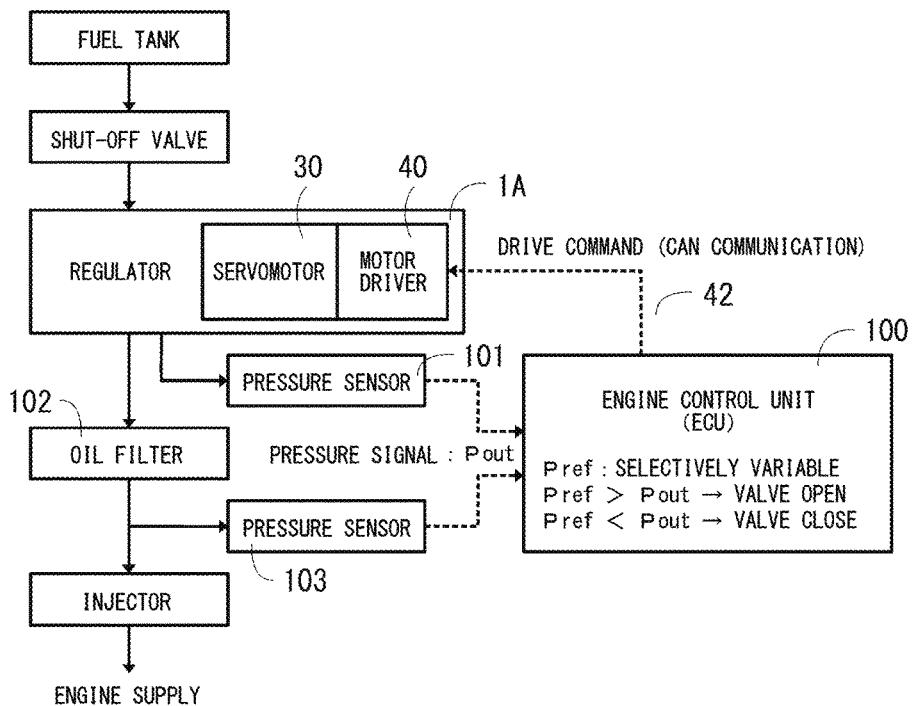 FUEL TANK
SHUT-OFF VALVE
30
40
1A
REGULATOR
SERVOMOTOR
MOTOR
DRIVER
DRIVE COMMAND (CAN COMMUNICATION)
42
100
101
PRESSURE SENSOR
102
OIL FILTER
PRESSURE SIGNAL : Pout
ENGINE CONTROL UNIT
(ECU)
Pref : SELECTIVELY VARIABLE
Pref > Pout → VALVE OPEN
Pref < Pout → VALVE CLOSE
PRESSURE SENSOR
103
INJECTOR
ENGINE SUPPLY